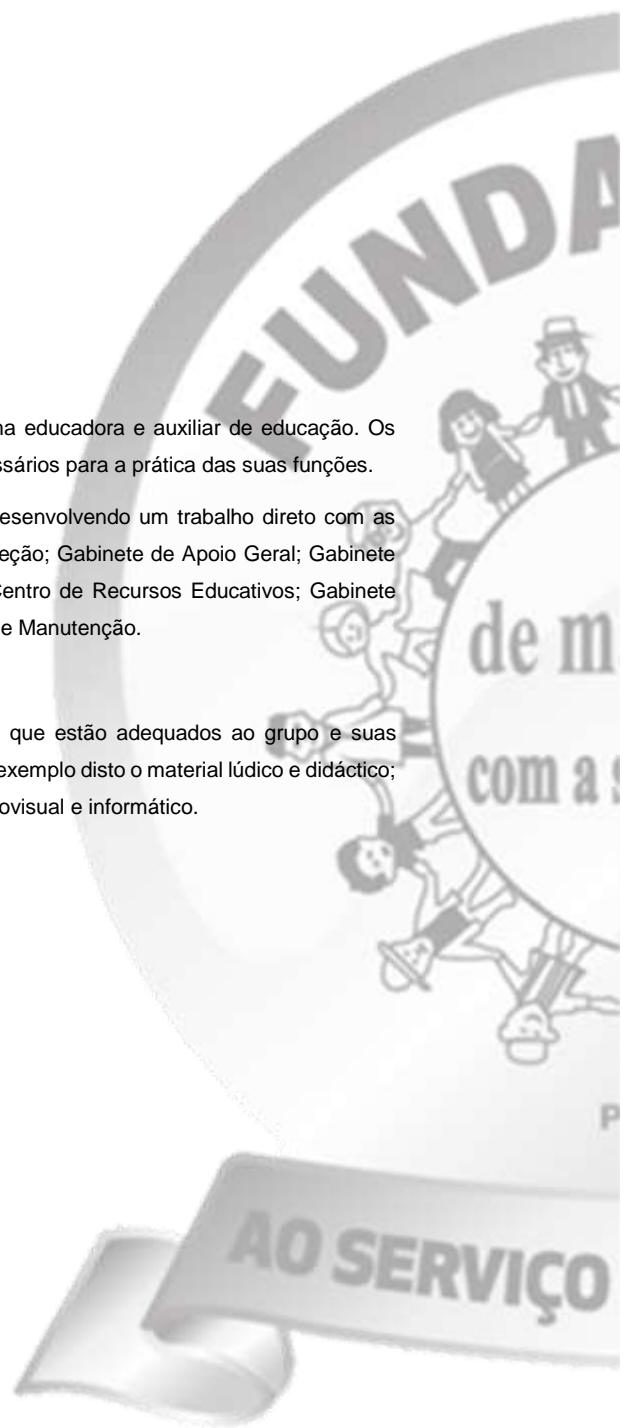 FUNDA
na educadora e auxiliar de educação. Os
ssários para a prática das suas funções.
esenvolvendo um trabalho direto com as
eção; Gabinete de Apoio Geral; Gabinete
Centro de Recursos Educativos; Gabinete
e Manutenção.
de m
que estão adequados ao grupo e suas
exemplo disto o material lúdico e didáctico;
ovisual e informático.
com a s
P
AO SERVIÇO